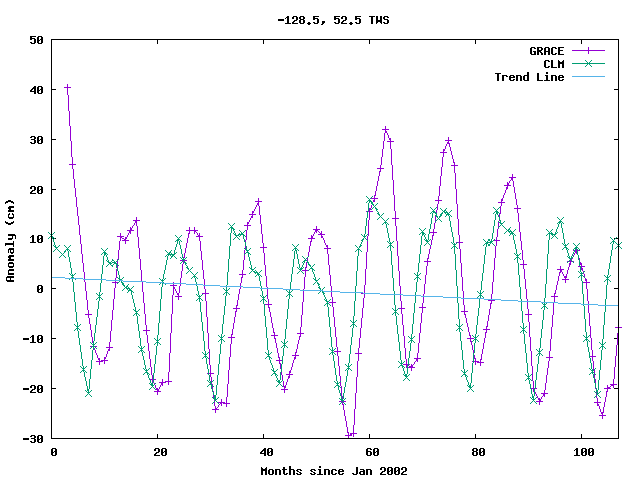 -128.5, 52.5 TWS
GRACE
CLM
Trend Line
50
40
30
20
10
0
-10
-20
-30
Anomaly (cm)
0 20 40 60 80 100
Months since Jan 2002